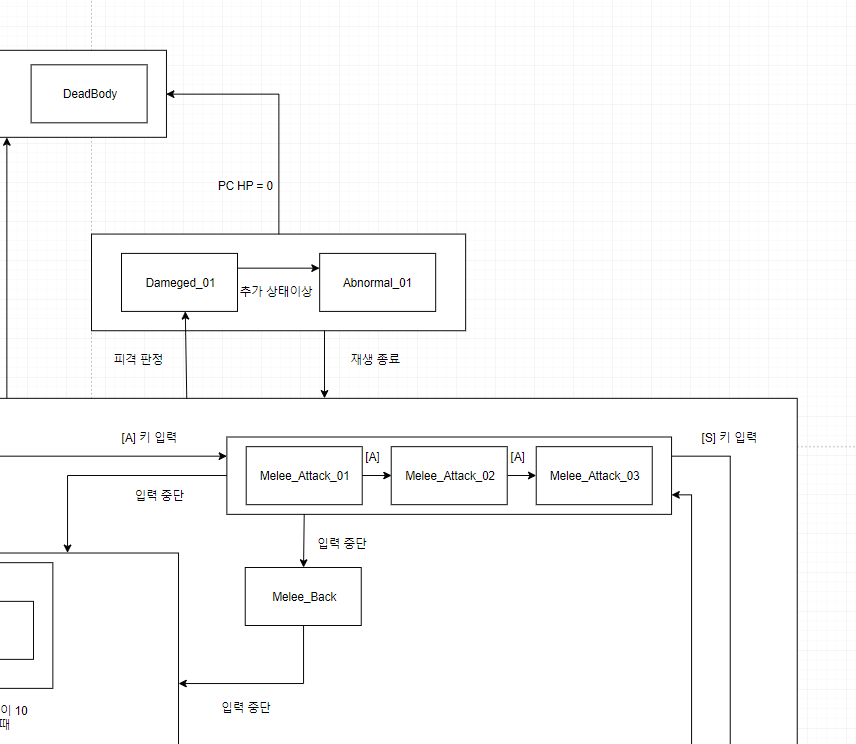 DeadBody
PC HP = 0
Dameged_01
추가 상태이상
Abnormal_01
피격 판정
재생 종료
[A] 키 입력
[S] 키 입력
Melee_Attack_01
[A]
Melee_Attack_02
[A]
Melee_Attack_03
입력 중단
입력 중단
Melee_Back
입력 중단
이 10
때